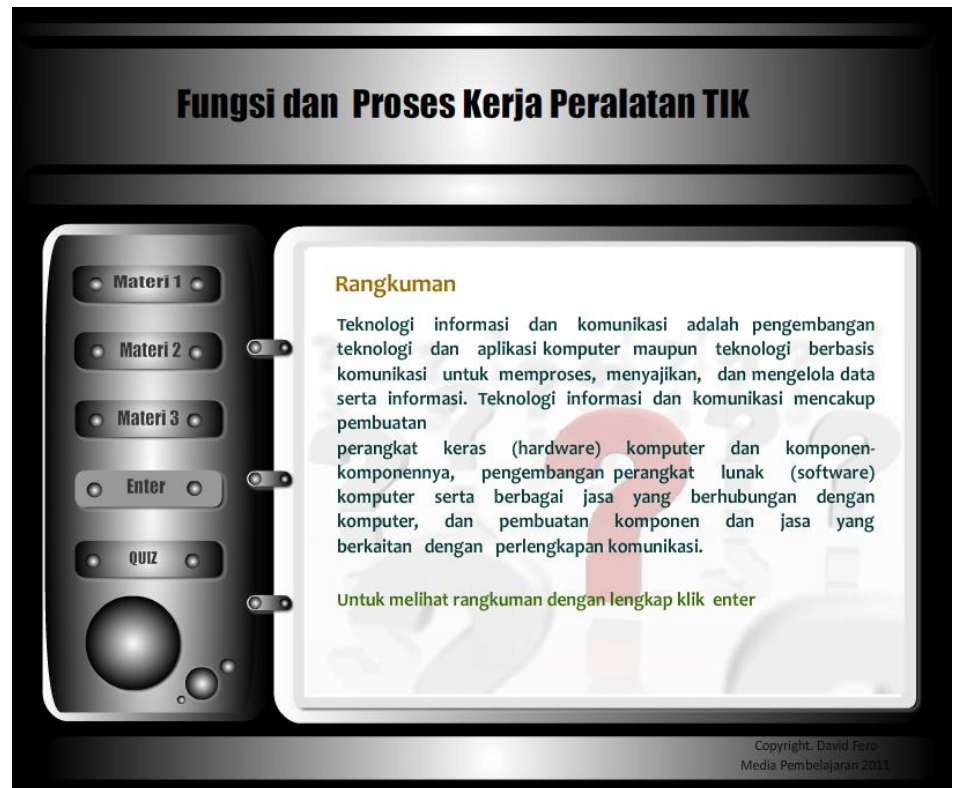 Fungsi dan Proses Kerja Peralatan TIK
Materi 1
Materi 2
Materi 3
Enter
QUIZ
Rangkuman
Teknologi informasi dan komunikasi adalah pengembangan
teknologi dan aplikasi komputer maupun teknologi berbasis
komunikasi untuk memproses, menyajikan, dan mengelola data
serta informasi. Teknologi informasi dan komunikasi mencakup
pembuatan
perangkat keras (hardware) komputer dan komponen-
komponennya, pengembangan perangkat lunak (software)
komputer serta berbagai jasa yang berhubungan dengan
komputer, dan pembuatan komponen dan jasa yang
berkaitan dengan perlengkapan komunikasi.
Untuk melihat rangkuman dengan lengkap klik enter
Copyright. David Fero
Media Pembelajaran 2011